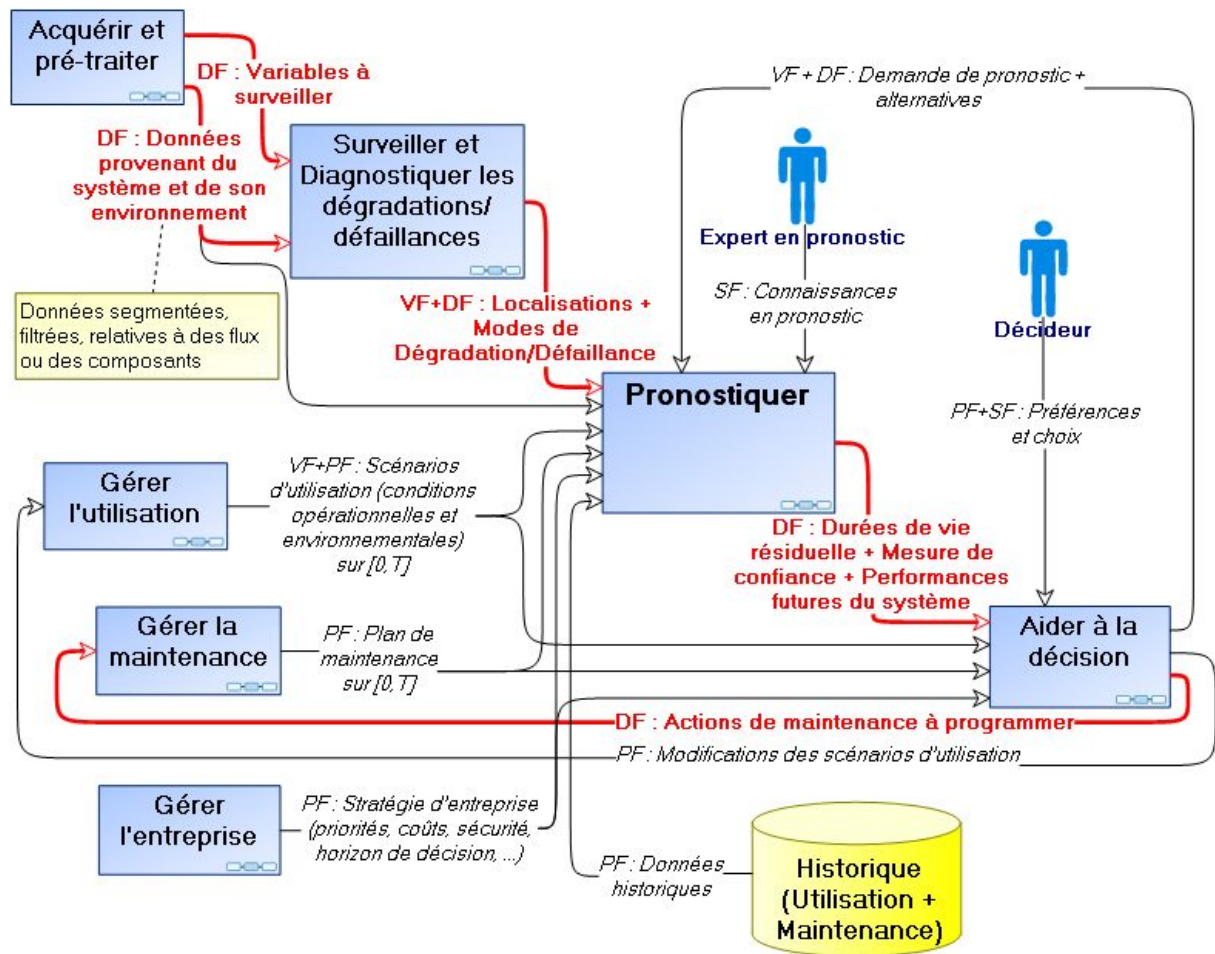 Acquérir et
pré-traiter
DF : Variables à
surveiller
VF + DF : Demande de pronostic +
alternatives
DF : Données
provenant du
système et de son
environnement
Surveiller et
Diagnostiquer les
dégradations/
défaillances
Expert en pronostic
Décideur
Données segmentées,
filtrées, relatives à des flux
ou des composants
VF+DF : Localisations +
Modes de
Dégradation/Défaillance
SF : Connaissances
en pronostic
Pronostiquer
PF+SF : Préférences
et choix
Gérer
l'utilisation
VF+PF : Scénarios
d'utilisation (conditions
opérationnelles et
environnementales)
sur [0,T]
DF : Durées de vie
résiduelle + Mesure de
confiance + Performances
futures du système
Gérer la
maintenance
PF : Plan de
maintenance
sur [0,T]
Aider à la
décision
DF : Actions de maintenance à programmer
PF : Modifications des scénarios d'utilisation
Gérer
l'entreprise
PF : Stratégie d'entreprise
(priorités, coûts, sécurité,
horizon de décision, ...)
PF : Données
historiques
Historique
(Utilisation +
Maintenance)